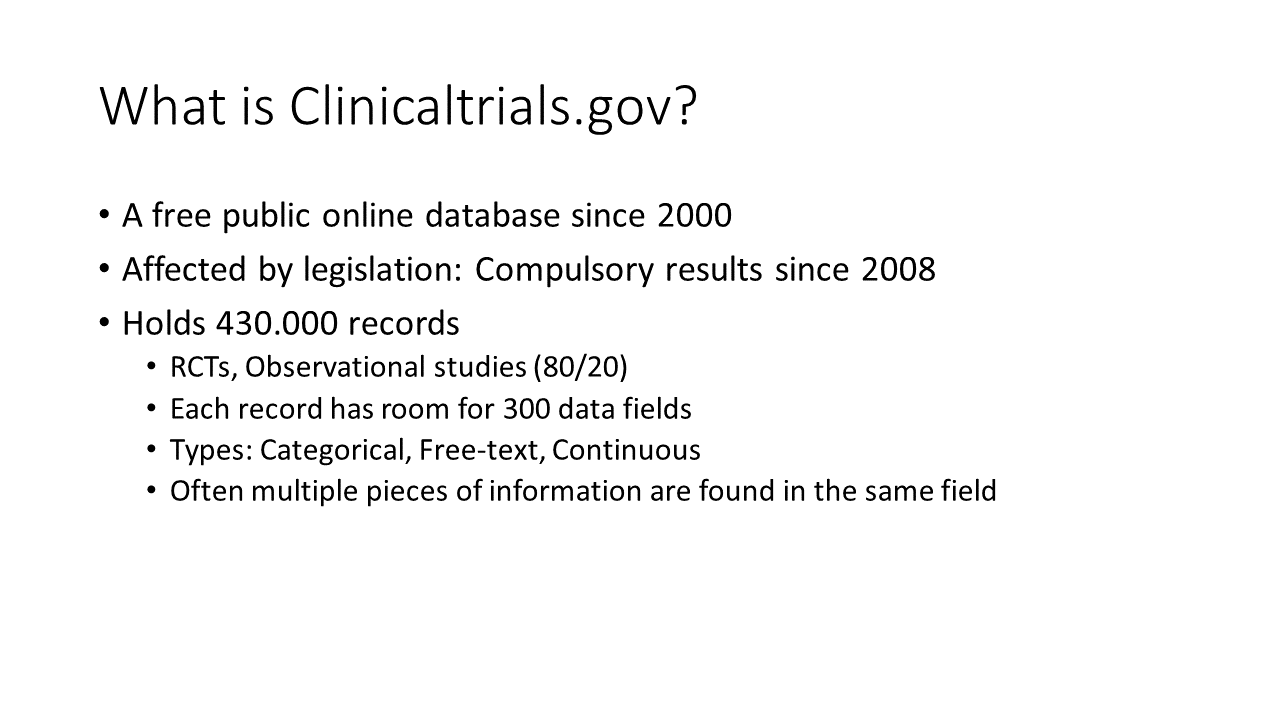 What is Clinicaltrials.gov?
• A free public online database since 2000
• Affected by legislation: Compulsory results since 2008
• Holds 430.000 records
• RCTs, Observational studies (80/20)
• Each record has room for 300 data fields
• Types: Categorical, Free-text, Continuous
• Often multiple pieces of information are found in the same field